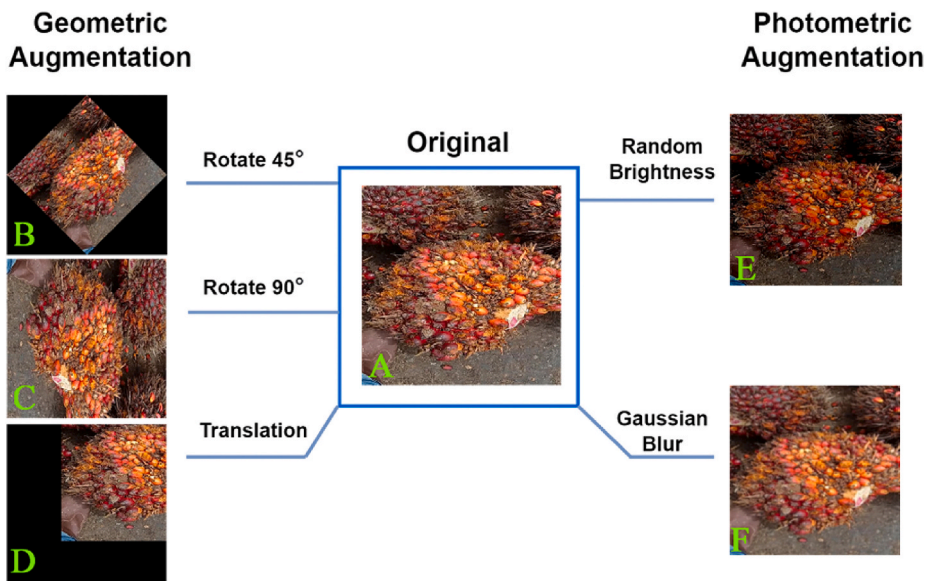 Geometric
Augmentation
Photometric
Augmentation
Original
Rotate 45°
Random
Brightness
B
E
Rotate 90°
A
C
Translation
Gaussian
Blur
D
F